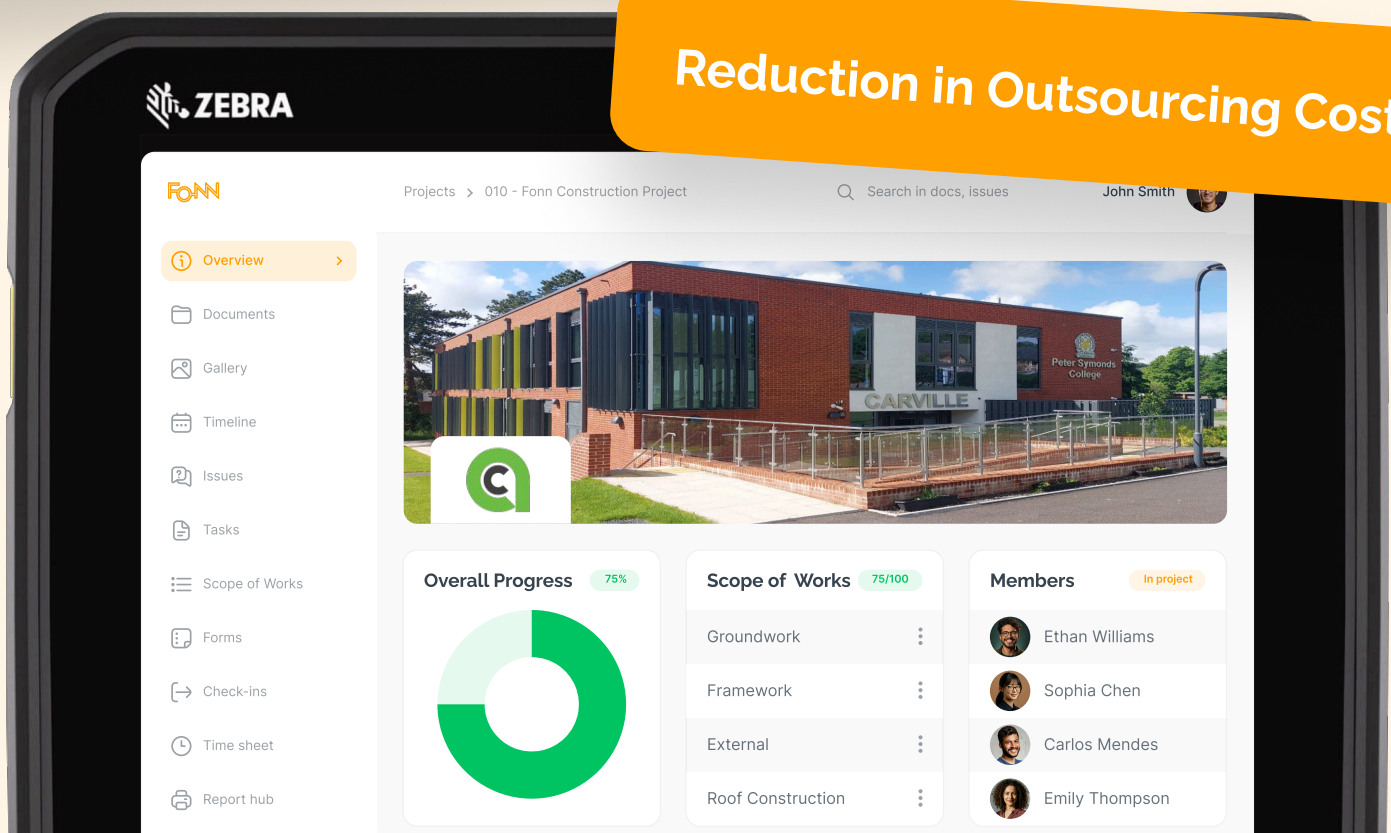 Reduction in Outsourcing Cost
ZEBRA
FONN
Projects > 010 - Fonn Construction Project
Search in docs, issues
John Smith
Overview
Documents
Gallery
Timeline
Issues
Tasks
Scope of Works
Forms
Check-ins
Time sheet
Report hub
Peter Symonds
College
CARVILLE
Overall Progress 75%
Scope of Works 75/100
Groundwork
Framework
External
Roof Construction
Members In project
Ethan Williams
Sophia Chen
Carlos Mendes
Emily Thompson